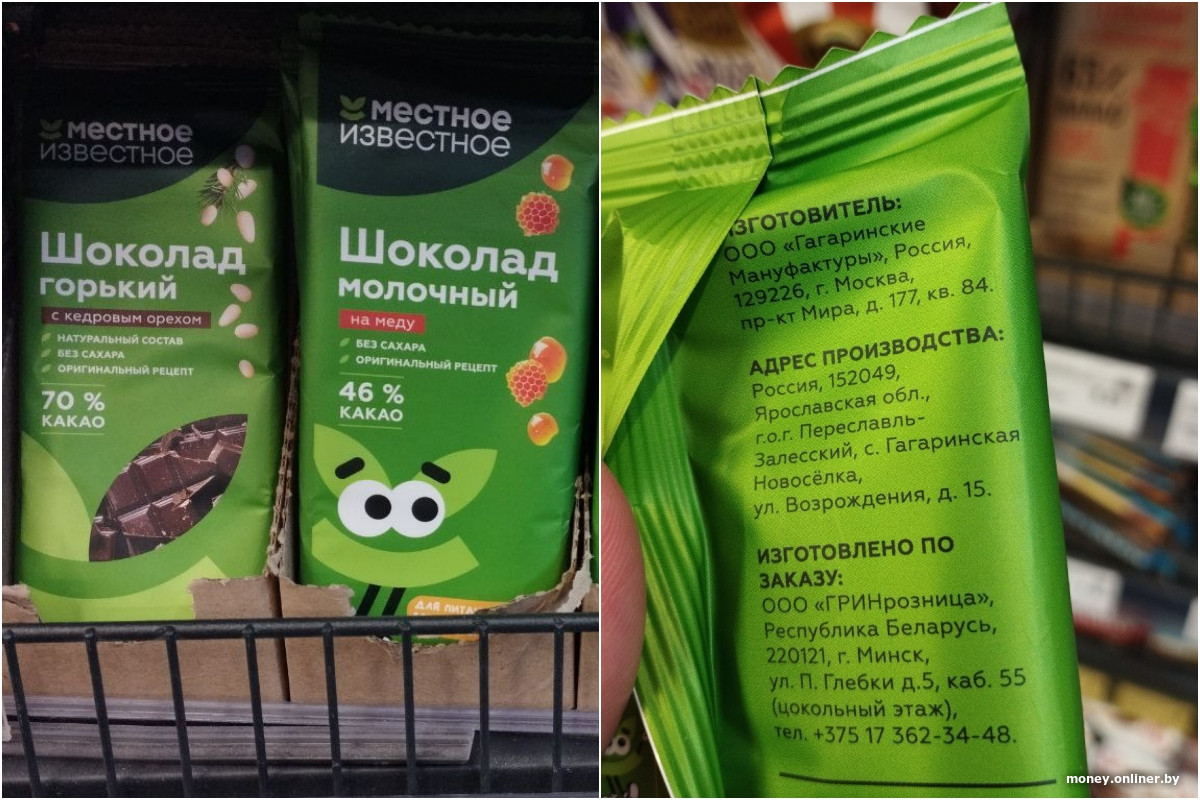 местное
известное
Шоколад
горький
с кедровым орехом
НАТУРАЛЬНЫЙ СОСТАВ
БЕЗ САХАРА
ОРИГИНАЛЬНЫЙ РЕЦЕПТ
70 %
КАКАО
местное
известное
Шоколад
молочный
на меду
БЕЗ САХАРА
ОРИГИНАЛЬНЫЙ РЕЦЕПТ
46 %
КАКАО
ДЛЯ
ИЗГОТОВИТЕЛЬ:
ООО «Гагаринские
Мануфактуры», Россия,
129226, г. Москва,
пр-кт Мира, д. 177, кв. 84.
АДРЕС ПРОИЗВОДСТВА:
Россия, 152049,
Ярославская обл.,
г.о.г. Переславль-
Залесский, с. Гагаринская
Новосёлка,
ул. Возрождения, д. 15.
ИЗГОТОВЛЕНО ПО
ЗАКАЗУ:
ООО «ГРИНрозница»,
Республика Беларусь,
220121, г. Минск,
ул. П. Глебки д.5, каб. 55
(цокольный этаж),
тел. +375 17 362-34-48.
money.onliner.by